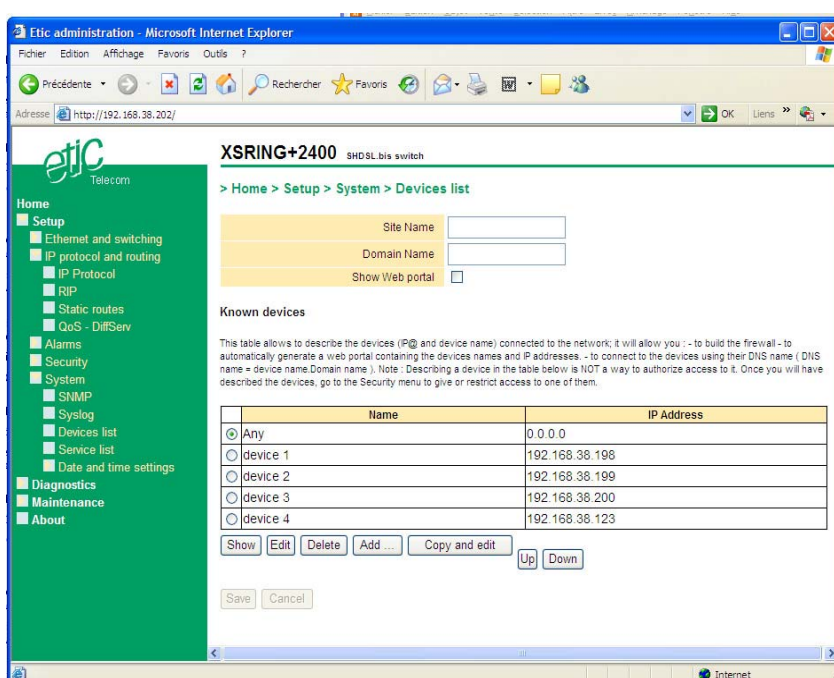 Etic administration - Microsoft Internet Explorer
Fichier Edition Affichage Favoris Outils ?
Précédente Rechercher Favoris
Adresse http://192.168.38.202/ OK Liens »
etic
Telecom
Home
Setup
Ethernet and switching
IP protocol and routing
IP Protocol
RIP
Static routes
QoS - DiffServ
Alarms
Security
System
SNMP
Syslog
Devices list
Service list
Date and time settings
Diagnostics
Maintenance
About
XSRING+2400 SHDSL.bis switch
> Home > Setup > System > Devices list
Site Name
Domain Name
Show Web portal
Known devices
This table allows to describe the devices (IP@ and device name) connected to the network; it will allow you : - to build the firewall - to
automatically generate a web portal containing the devices names and IP addresses. - to connect to the devices using their DNS name ( DNS
name = device name.Domain name ). Note : Describing a device in the table below is NOT a way to authorize access to it. Once you will have
described the devices, go to the Security menu to give or restrict access to one of them.
Name IP Address
Any 0.0.0.0
device 1 192.168.38.198
device 2 192.168.38.199
device 3 192.168.38.200
device 4 192.168.38.123
Show Edit Delete Add ... Copy and edit Up Down
Save Cancel
Internet